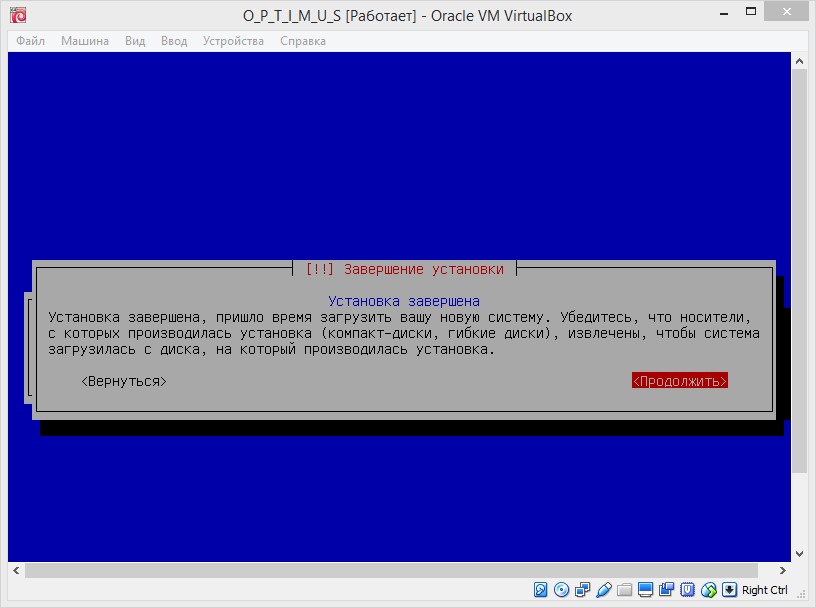 O_P_T_I_M_U_S [Работает] - Oracle VM VirtualBox
Файл Машина Вид Ввод Устройства Справка
[!!] Завершение установки
Установка завершена
Установка завершена, пришло время загрузить вашу новую систему. Убедитесь, что носители,
с которых производилась установка (компакт-диски, гибкие диски), извлечены, чтобы система
загрузилась с диска, на который производилась установка.
<Вернуться> <Продолжить>
Right Ctrl